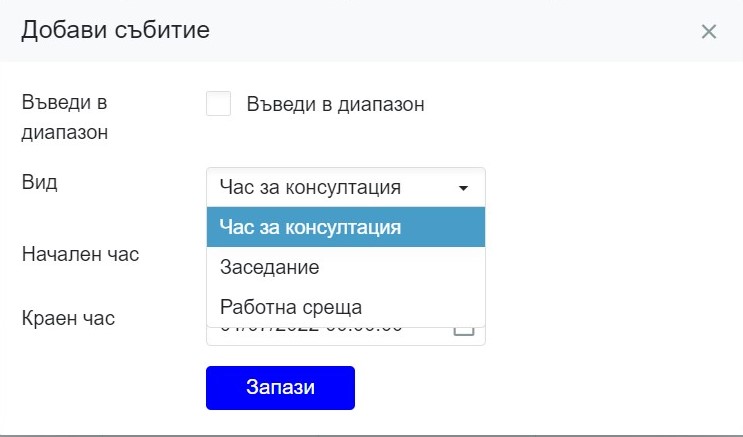 Добави събитие
Въведи в
диапазон
Въведи в диапазон
Вид
Час за консултация
Час за консултация
Начален час
Заседание
Работна среща
Краен час
Запази